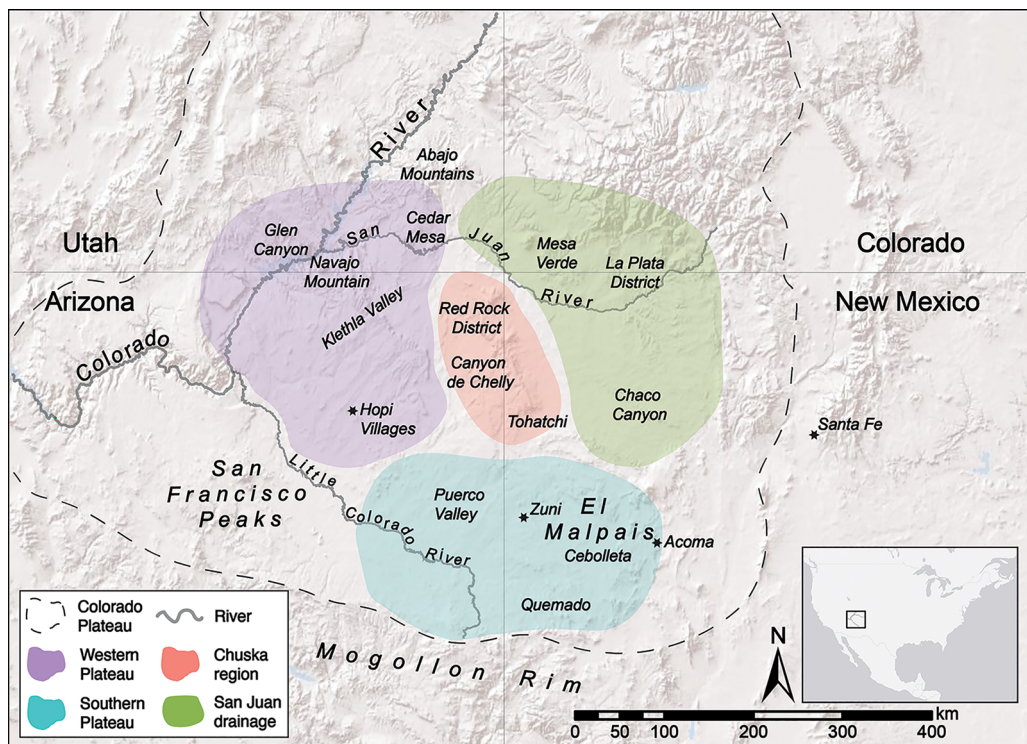 River
Abajo
Mountains
Glen
Canyon
San
Cedar
Mesa
Juan
Mesa
Verde
Utah
Colorado
La Plata
District
Navajo
Mountain
River
Arizona
New Mexico
Klethla Valley
Red Rock
District
Colorado
Canyon
de Chelly
Chaco
Canyon
Hopi
Villages
Tohatchi
Santa Fe
San
Francisco
Peaks
Little
Colorado
River
Puerco
Valley
Zuni
El
Malpais
Acoma
Cebolleta
Quemado
Mogollon Rim
Colorado
Plateau
River
Western
Plateau
Chuska
region
Southern
Plateau
San Juan
drainage
N
km
0 50 100 200 300 400